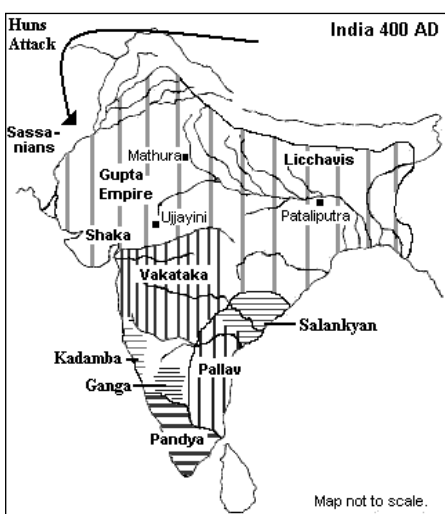 Huns
Attack
India 400 AD
Sassa-
nians
Mathura
Licchavis
Gupta
Empire
Ujjayini
Pataliputra
Shaka
Vakataka
Salankyan
Kadamba
Ganga
Pallav
Pandya
Map not to scale.